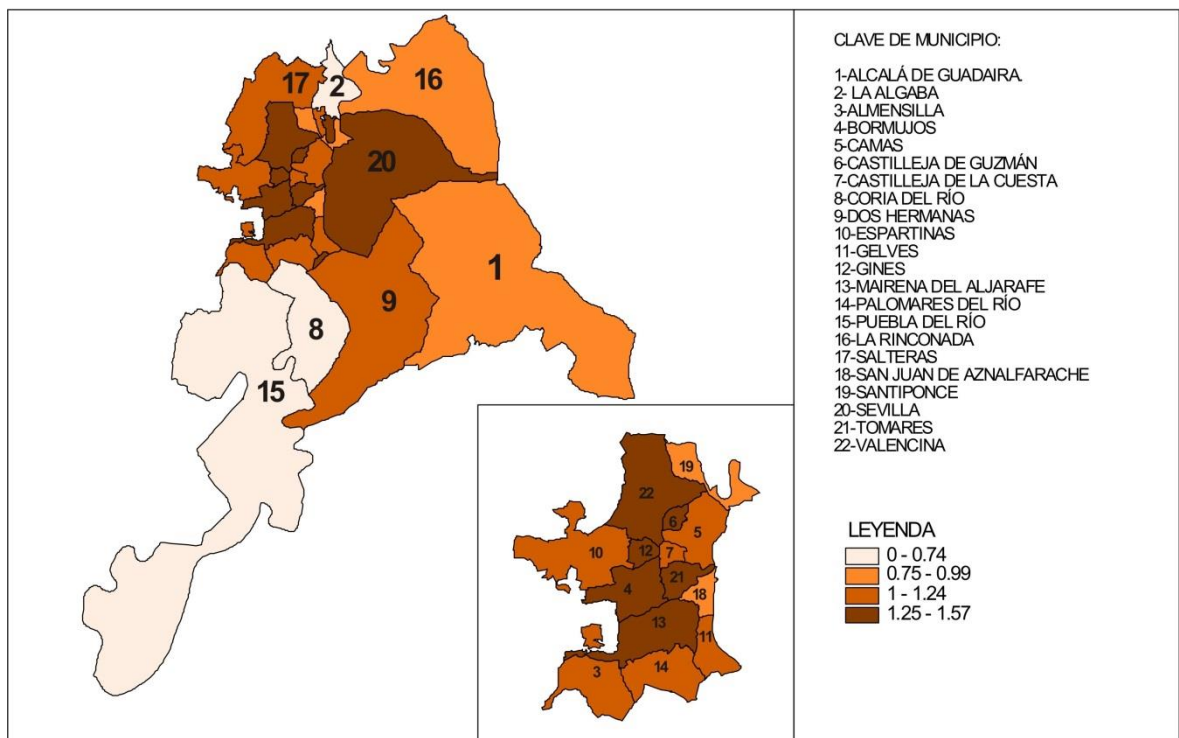 17
2
16
20
1
9
8
15
19
22
6
5
10
12
7
21
4
18
13
11
3
14
CLAVE DE MUNICIPIO:
1-ALCALÁ DE GUADAIRA.
2- LA ALGABA
3-ALMENSILLA
4-BORMUJOS
5-CAMAS
6-CASTILLEJA DE GUZMÁN
7-CASTILLEJA DE LA CUESTA
8-CORIA DEL RÍO
9-DOS HERMANAS
10-ESPARTINAS
11-GELVES
12-GINES
13-MAIRENA DEL ALJARAFE
14-PALOMARES DEL RÍO
15-PUEBLA DEL RÍO
16-LA RINCONADA
17-SALTERAS
18-SAN JUAN DE AZNALFARACHE
19-SANTIPONCE
20-SEVILLA
21-TOMARES
22-VALENCINA
LEYENDA
0 - 0.74
0.75 - 0.99
1 - 1.24
1.25 - 1.57